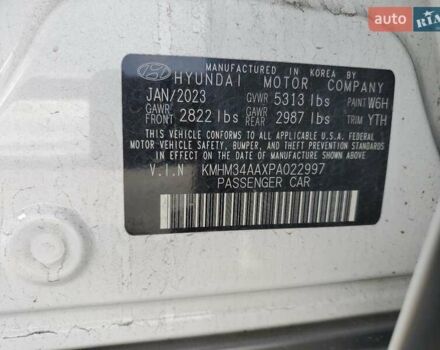 auto RIA
MANUFACTURED IN KOREA BY
HYUNDAI MOTOR COMPANY
JAN/2023 GVWR 5313 lbs PAINT W6H
GAWR FRONT 2822 lbs GAWR REAR 2987 lbs TRIM YTH
THIS VEHICLE CONFORMS TO ALL APPLICABLE U.S.A. FEDERAL
MOTOR VEHICLE SAFETY, BUMPER, AND THEFT PREVENTION STANDARDS
IN EFFECT ON THE DATE OF MANUFACTURE SHOWN ABOVE.
V.I.N KMHM34AAXPA022997
PASSENGER CAR